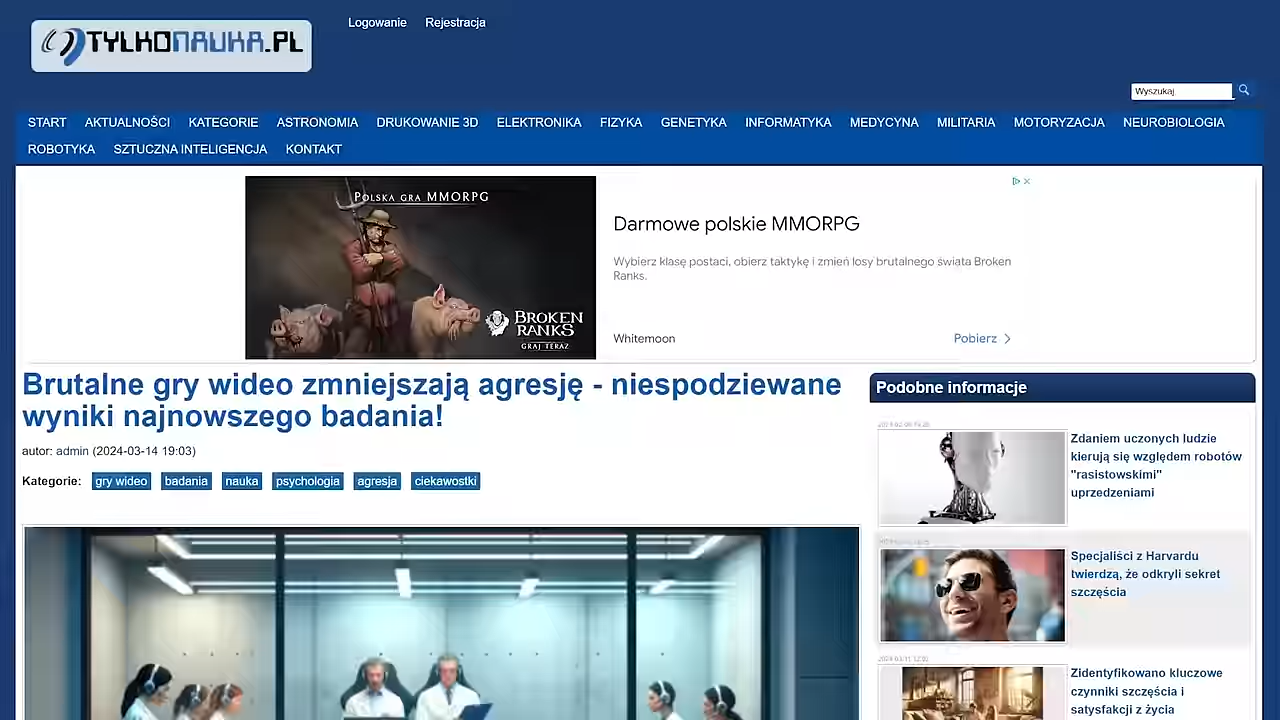 TYLKONAUKA.PL
Logowanie Rejestracja
Wyszukaj
START AKTUALNOŚCI KATEGORIE ASTRONOMIA DRUKOWANIE 3D ELEKTRONIKA FIZYKA GENETYKA INFORMATYKA MEDYCYNA MILITARIA MOTORYZACJA NEUROBIOLOGIA
ROBOTYKA SZTUCZNA INTELIGENCJA KONTAKT
POLSKA GRA MMORPG
BROKEN
RANKS
GRAJ TERAZ
Darmowe polskie MMORPG
Wybierz klasę postaci, obierz taktykę i zmień losy brutalnego świata Broken
Ranks.
Whitemoon
Pobierz
Brutalne gry wideo zmniejszają agresję - niespodziewane
wyniki najnowszego badania!
autor: admin (2024-03-14 19:03)
Kategorie: gry wideo badania nauka psychologia agresja ciekawostki
Podobne informacje
Zdaniem uczonych ludzie
kierują się względem robotów
"rasistowskimi"
uprzedzeniami
Specjaliści z Harvardu
twierdzą, że odkryli sekret
szczęścia
Zidentyfikowano kluczowe
czynniki szczęścia i
satysfakcji z życia